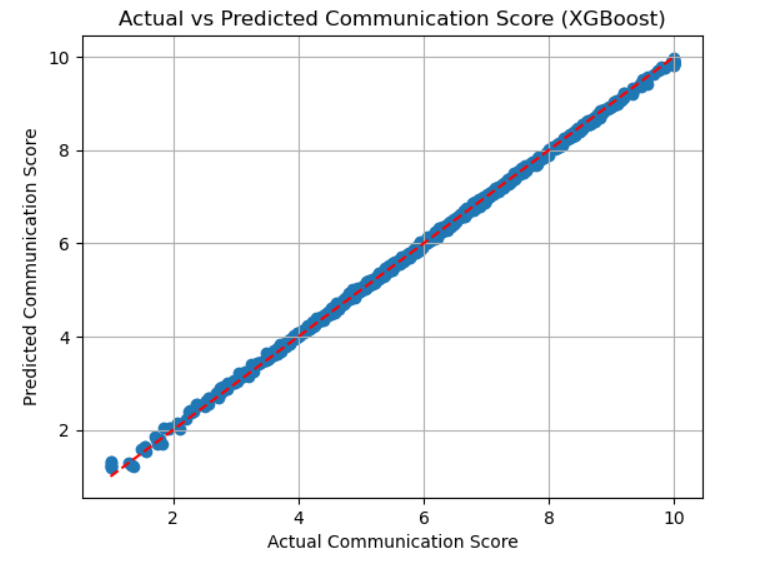 Actual vs Predicted Communication Score (XGBoost)
10
8
6
4
2
Predicted Communication Score
2 4 6 8 10
Actual Communication Score